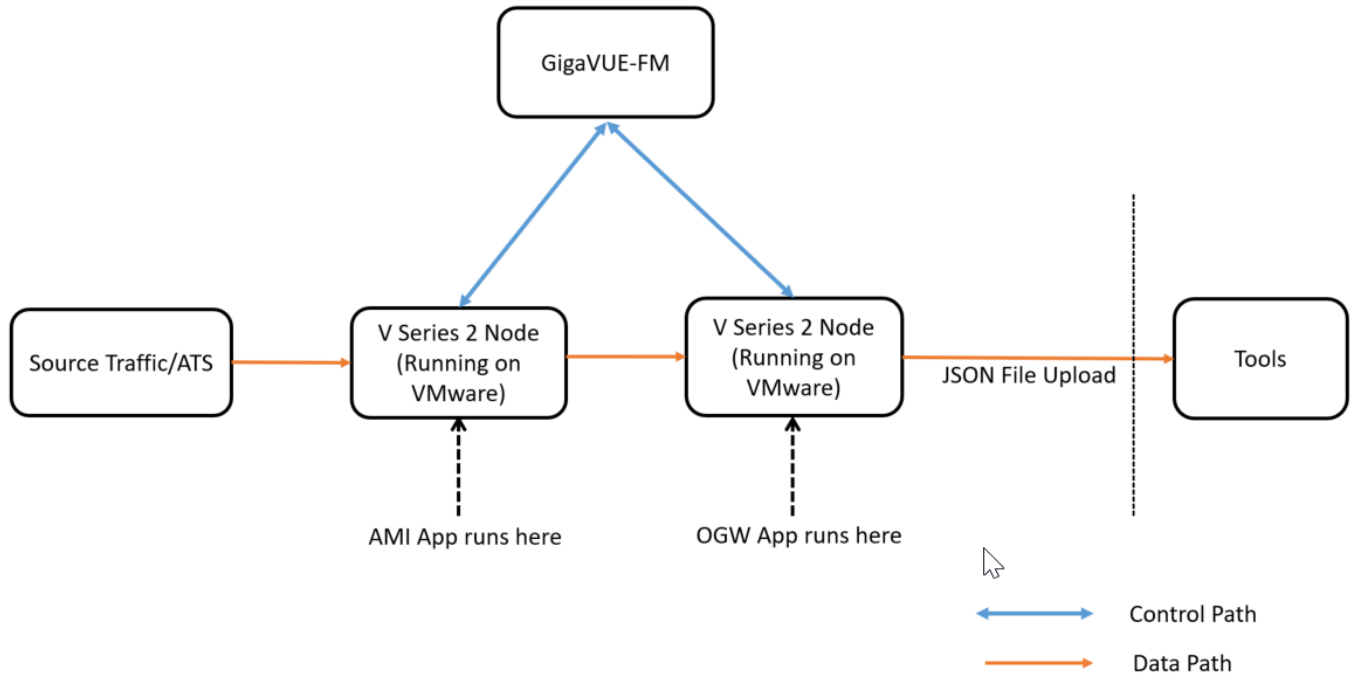 GigaVUE-FM
Source Traffic/ATS
V Series 2 Node
(Running on
VMware)
V Series 2 Node
(Running on
VMware)
JSON File Upload
Tools
AMI App runs here
OGW App runs here
Control Path
Data Path